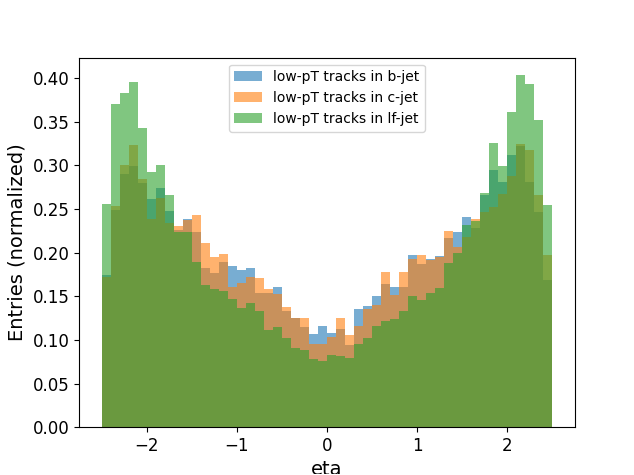 low-pT tracks in b-jet
low-pT tracks in c-jet
low-pT tracks in lf-jet
Entries (normalized)
0.40
0.35
0.30
0.25
0.20
0.15
0.10
0.05
0.00
−2 −1 0 1 2
eta